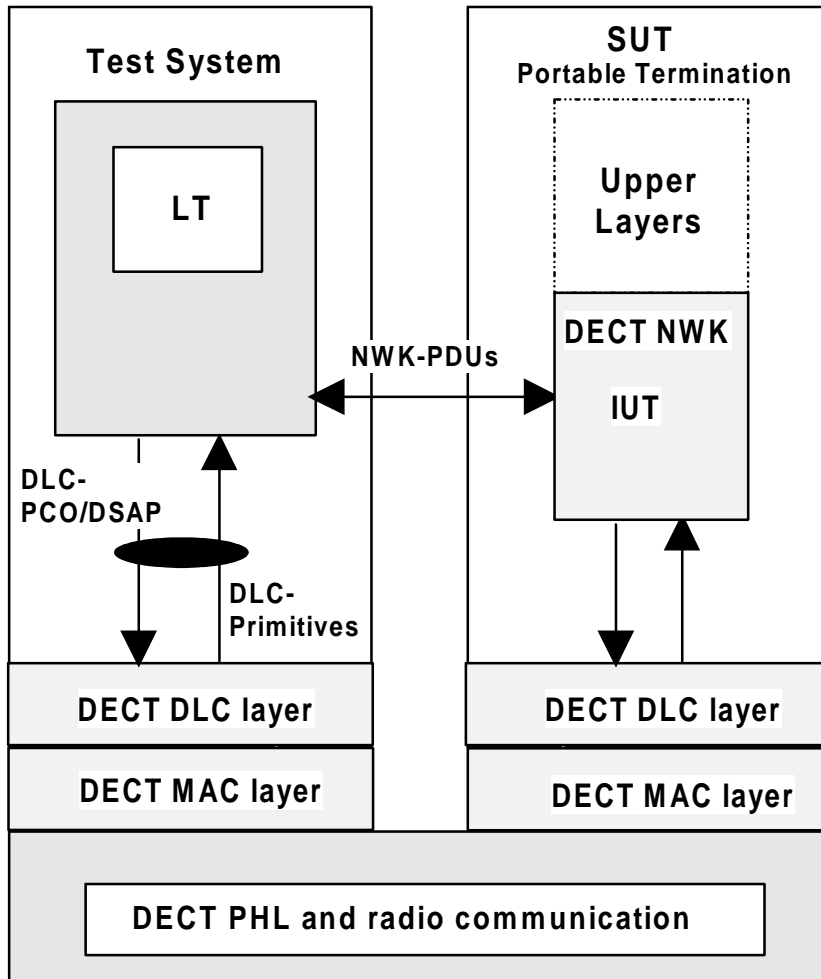 Test System
LT
SUT
Portable Termination
Upper
Layers
DECT NWK
IUT
NWK-PDUs
DLC-
PCO/DSAP
DLC-
Primitives
DECT DLC layer
DECT DLC layer
DECT MAC layer
DECT MAC layer
DECT PHL and radio communication